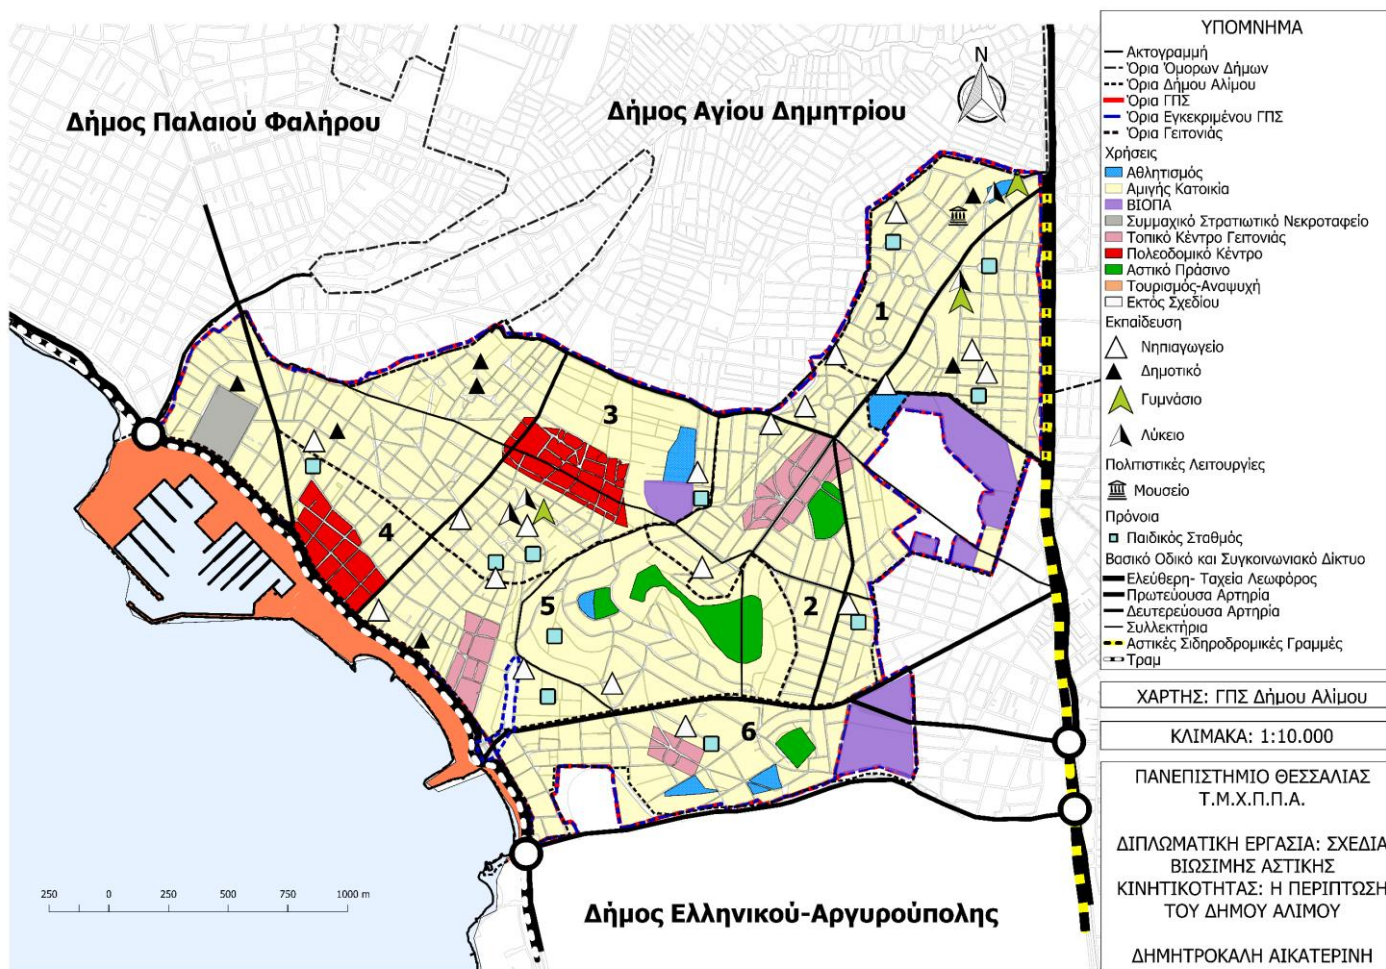 Δήμος Παλαιού Φαλήρου
Δήμος Αγίου Δημητρίου
N
1
3
4
5
2
6
Δήμος Ελληνικού-Αργυρούπολης
250 0 250 500 750 1000 m
ΥΠΟΜΝΗΜΑ
Ακτογραμμή
Όρια Όμορων Δήμων
Όρια Δήμου Αλίμου
Όρια ΓΠΣ
Όρια Εγκεκριμένου ΓΠΣ
Όρια Γειτονιάς
Χρήσεις
Αθλητισμός
Αμιγής Κατοικία
ΒΙΟΠΑ
Συμμαχικό Στρατιωτικό Νεκροταφείο
Τοπικό Κέντρο Γειτονιάς
Πολεοδομικό Κέντρο
Αστικό Πράσινο
Τουρισμός-Αναψυχή
Εκτός Σχεδίου
Εκπαίδευση
Νηπιαγωγείο
Δημοτικό
Γυμνάσιο
Λύκειο
Πολιτιστικές Λειτουργίες
Μουσείο
Πρόνοια
Παιδικός Σταθμός
Βασικό Οδικό και Συγκοινωνιακό Δίκτυο
Ελεύθερη- Ταχεία Λεωφόρος
Πρωτεύουσα Αρτηρία
Δευτερεύουσα Αρτηρία
Συλλεκτήρια
Αστικές Σιδηροδρομικές Γραμμές
Τραμ
ΧΑΡΤΗΣ: ΓΠΣ Δήμου Αλίμου
ΚΛΙΜΑΚΑ: 1:10.000
ΠΑΝΕΠΙΣΤΗΜΙΟ ΘΕΣΣΑΛΙΑΣ
Τ.Μ.Χ.Π.Π.Α.
ΔΙΠΛΩΜΑΤΙΚΗ ΕΡΓΑΣΙΑ: ΣΧΕΔΙΑ
ΒΙΩΣΙΜΗΣ ΑΣΤΙΚΗΣ
ΚΙΝΗΤΙΚΟΤΗΤΑΣ: Η ΠΕΡΙΠΤΩΣΗ
ΤΟΥ ΔΗΜΟΥ ΑΛΙΜΟΥ
ΔΗΜΗΤΡΟΚΑΛΗ ΑΙΚΑΤΕΡΙΝΗ